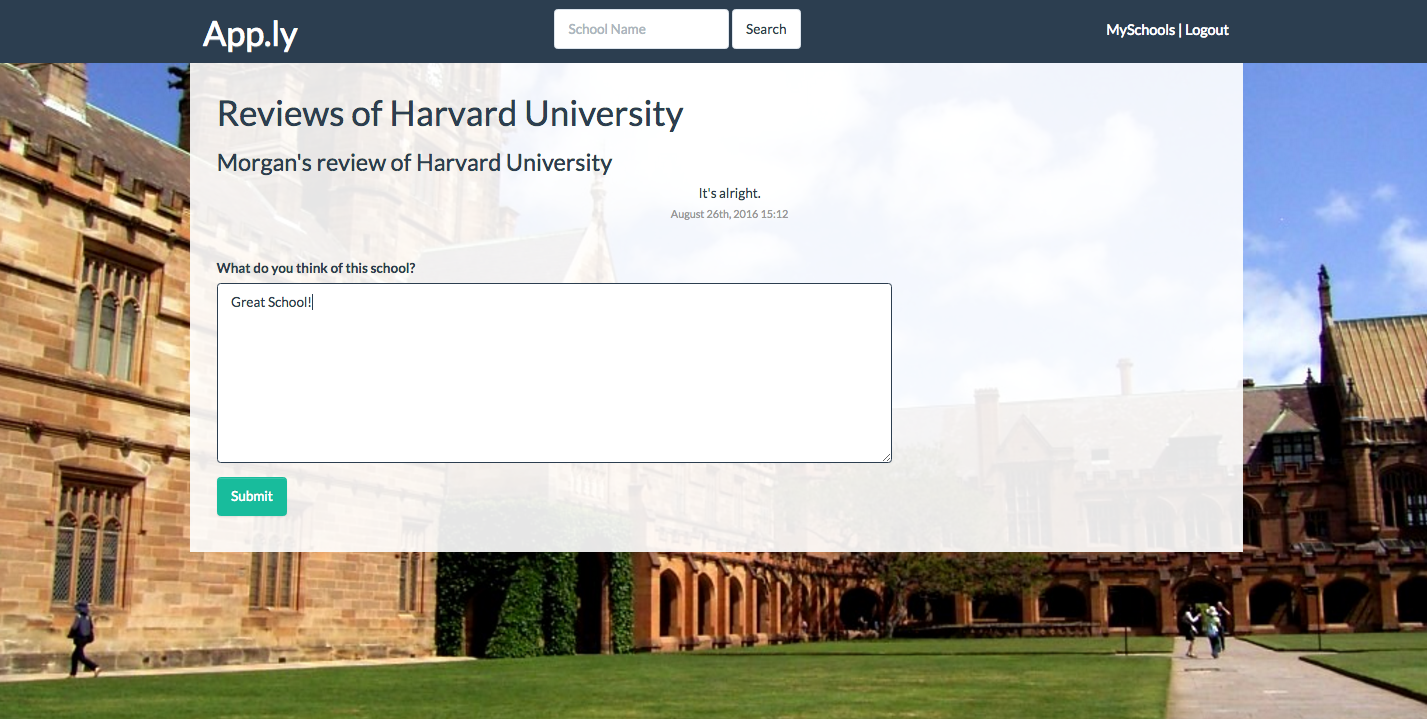 App.ly
School Name
Search
MySchools | Logout
Reviews of Harvard University
Morgan's review of Harvard University
It's alright.
August 26th, 2016 15:12
What do you think of this school?
Great School!
Submit